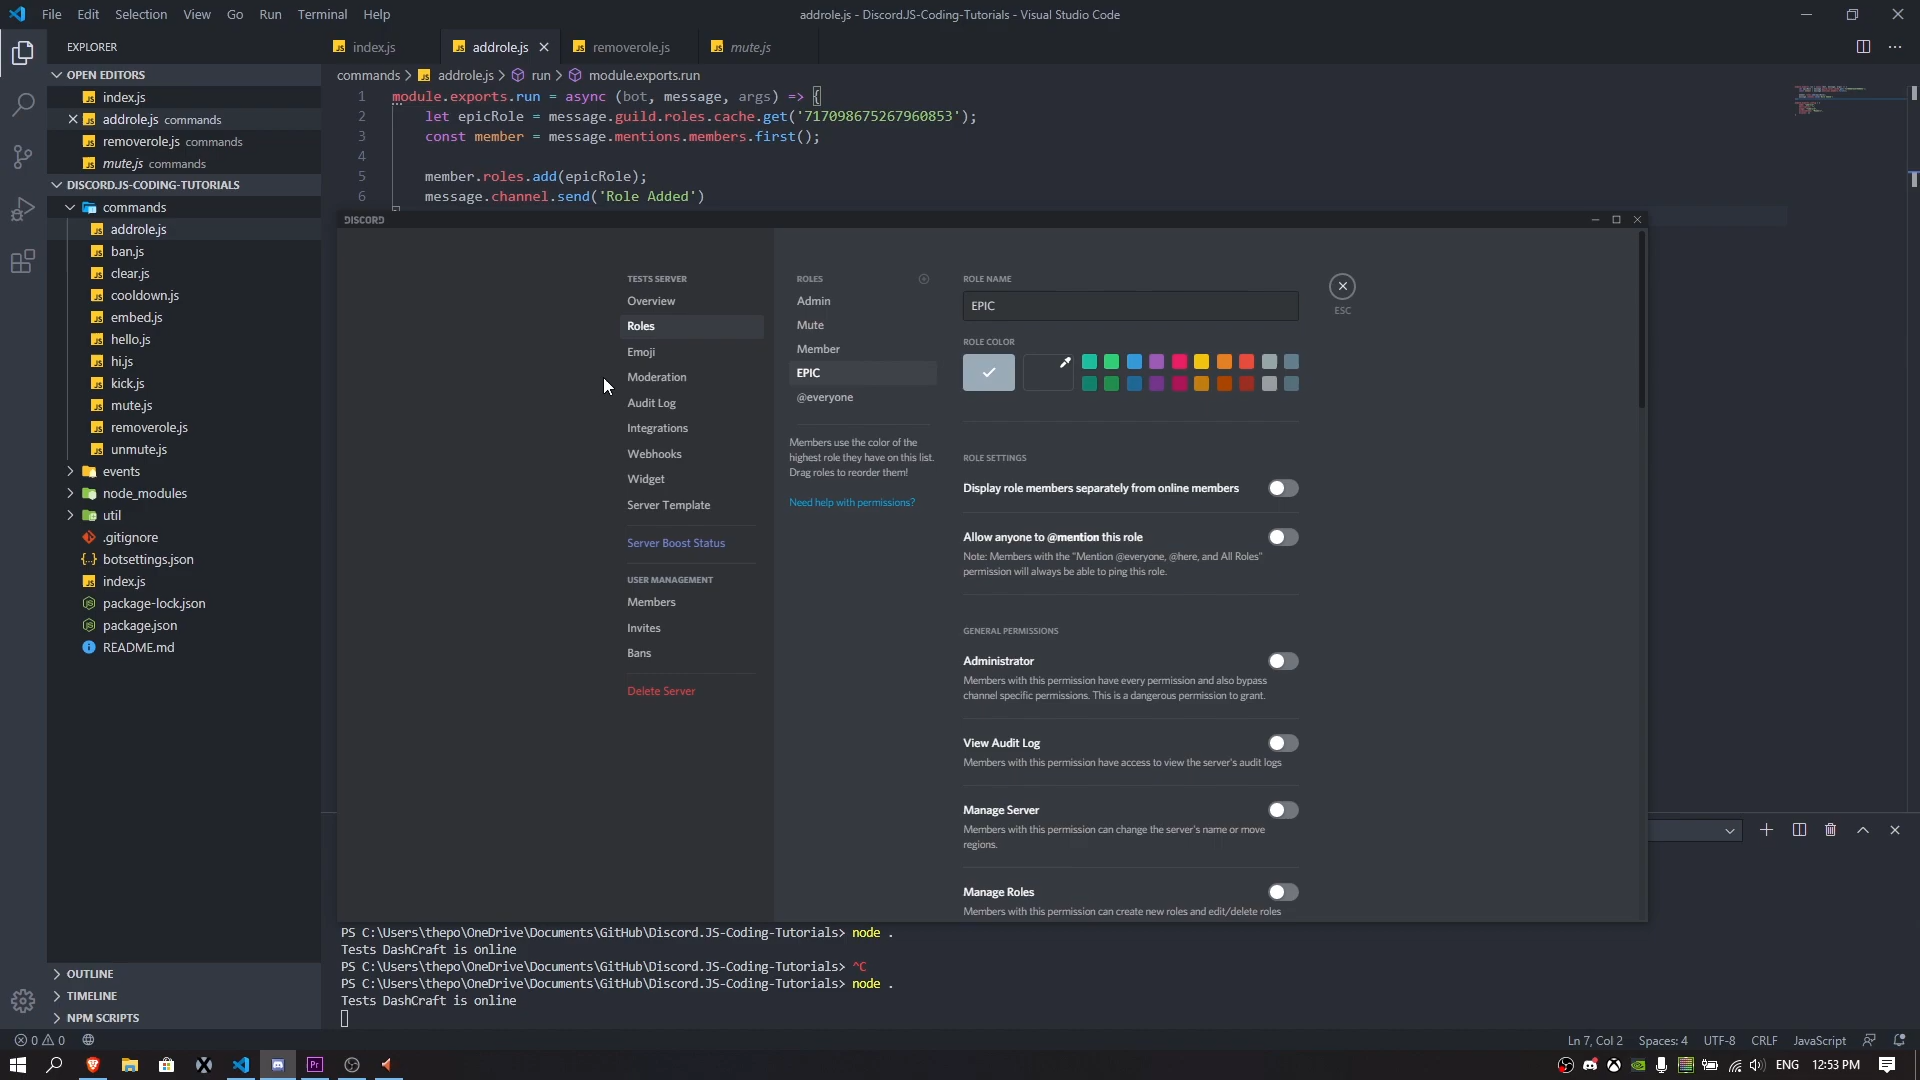 File Edit Selection View Go Run Terminal Help
addrole.js - Discord.JS-Coding-Tutorials - Visual Studio Code
EXPLORER
index.js
addrole.js
removerole.js
mute.js
OPEN EDITORS
index.js
addrole.js commands
removerole.js commands
mute.js commands
DISCORD.JS-CODING-TUTORIALS
commands
addrole.js
ban.js
clear.js
cooldown.js
embed.js
hello.js
hi.js
kick.js
mute.js
removerole.js
unmute.js
events
node_modules
util
.gitignore
botsettings.json
index.js
package-lock.json
package.json
README.md
OUTLINE
TIMELINE
NPM SCRIPTS
commands > addrole.js > run > module.exports.run
1 module.exports.run = async (bot, message, args) => {
2 let epicRole = message.guild.roles.cache.get('717098675267960853');
3 const member = message.mentions.members.first();
4
5 member.roles.add(epicRole);
6 message.channel.send('Role Added')
DISCORD
TESTS SERVER
Overview
Roles
Emoji
Moderation
Audit Log
Integrations
Webhooks
Widget
Server Template
Server Boost Status
USER MANAGEMENT
Members
Invites
Bans
Delete Server
ROLES
Admin
Mute
Member
EPIC
@everyone
Members use the color of the
highest role they have on this list.
Drag roles to reorder them!
Need help with permissions?
ROLE NAME
EPIC
ESC
ROLE COLOR
ROLE SETTINGS
Display role members separately from online members
Allow anyone to @mention this role
Note: Members with the "Mention @everyone, @here, and All Roles"
permission will always be able to ping this role.
GENERAL PERMISSIONS
Administrator
Members with this permission have every permission and also bypass
channel specific permissions. This is a dangerous permission to grant.
View Audit Log
Members with this permission have access to view the server's audit logs
Manage Server
Members with this permission can change the server's name or move
regions.
Manage Roles
Members with this permission can create new roles and edit/delete roles
PS C:\Users\thepo\OneDrive\Documents\GitHub\Discord.JS-Coding-Tutorials> node .
Tests DashCraft is online
PS C:\Users\thepo\OneDrive\Documents\GitHub\Discord.JS-Coding-Tutorials> ^C
PS C:\Users\thepo\OneDrive\Documents\GitHub\Discord.JS-Coding-Tutorials> node .
Tests DashCraft is online
0 0
Ln 7, Col 2 Spaces: 4 UTF-8 CRLF JavaScript
Pr
ENG 12:53 PM